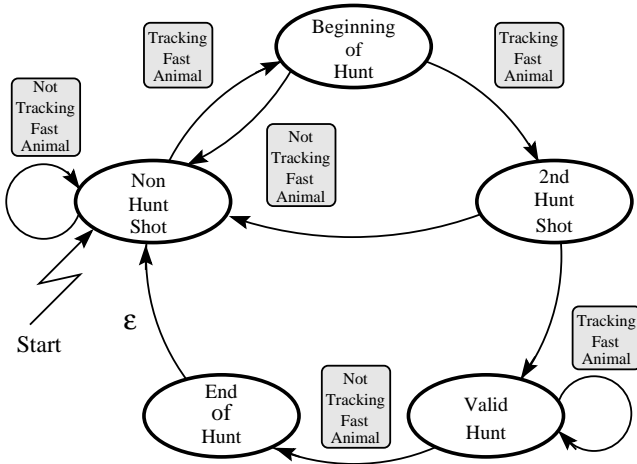 Beginning
of
Hunt
Tracking
Fast
Animal
Tracking
Fast
Animal
Not
Tracking
Fast
Animal
Not
Tracking
Fast
Animal
Non
Hunt
Shot
2nd
Hunt
Shot
Start
ε
Tracking
Fast
Animal
End
of
Hunt
Not
Tracking
Fast
Animal
Valid
Hunt